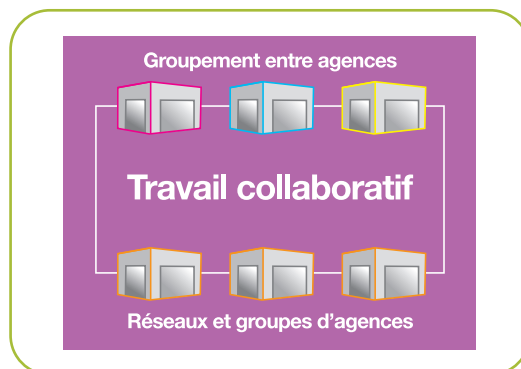 Groupement entre agences
Travail collaboratif
Réseaux et groupes d’agences